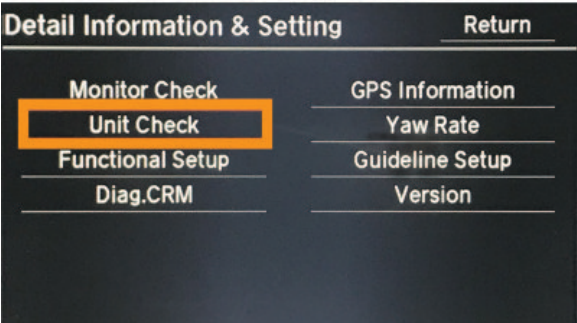 Detail Information & Setting
Return
Monitor Check
GPS Information
Unit Check
Yaw Rate
Functional Setup
Guideline Setup
Diag.CRM
Version